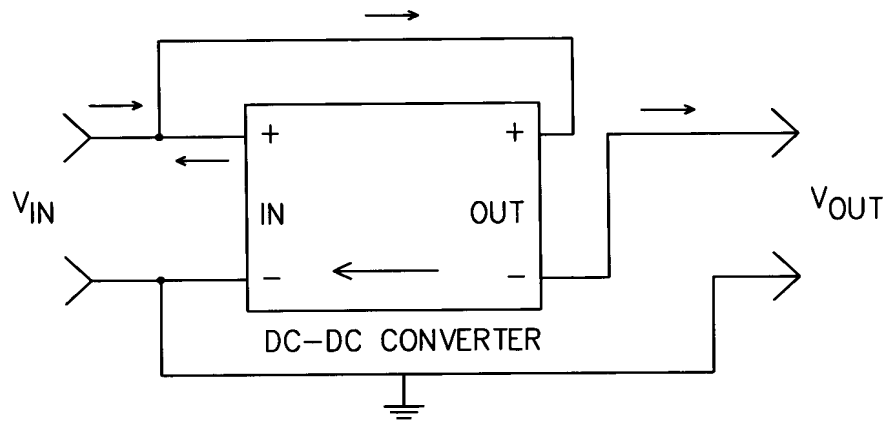 + +
V_IN IN OUT V_OUT
− −
DC–DC CONVERTER